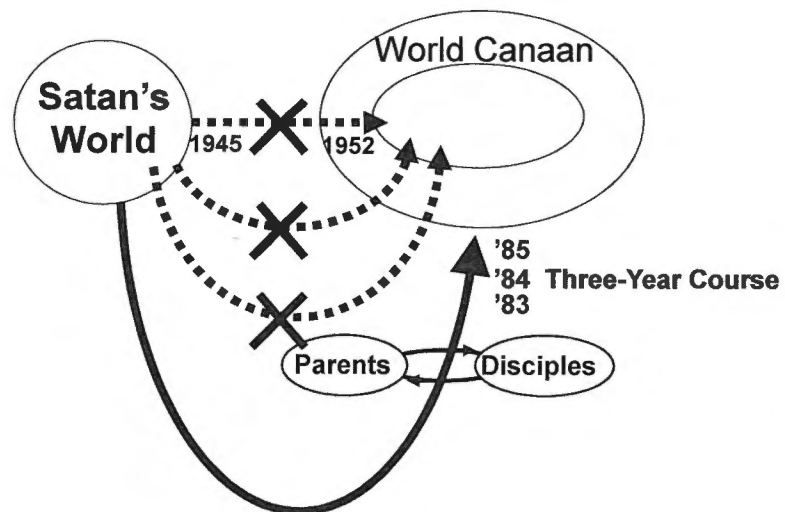 World Canaan
Satan's
World
1945
1952
'85
'84 Three-Year Course
'83
Parents
Disciples